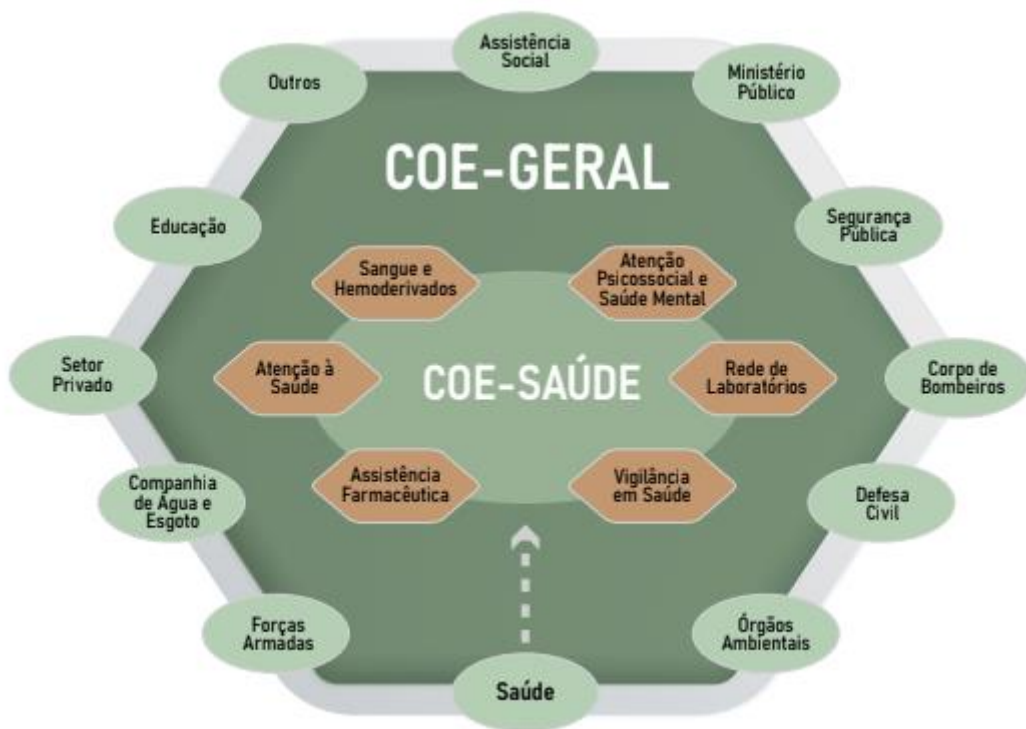 Assistência
Social
Outros
Ministério
Público
COE-GERAL
Educação
Segurança
Pública
Sangue e
Hemoderivados
Atenção
Psicossocial e
Saúde Mental
Setor
Privado
Atenção à
Saúde
COE-SAÚDE
Rede de
Laboratórios
Corpo de
Bombeiros
Companhia
de Água e
Esgoto
Assistência
Farmacêutica
Vigilância
em Saúde
Defesa
Civil
Forças
Armadas
Saúde
Órgãos
Ambientais